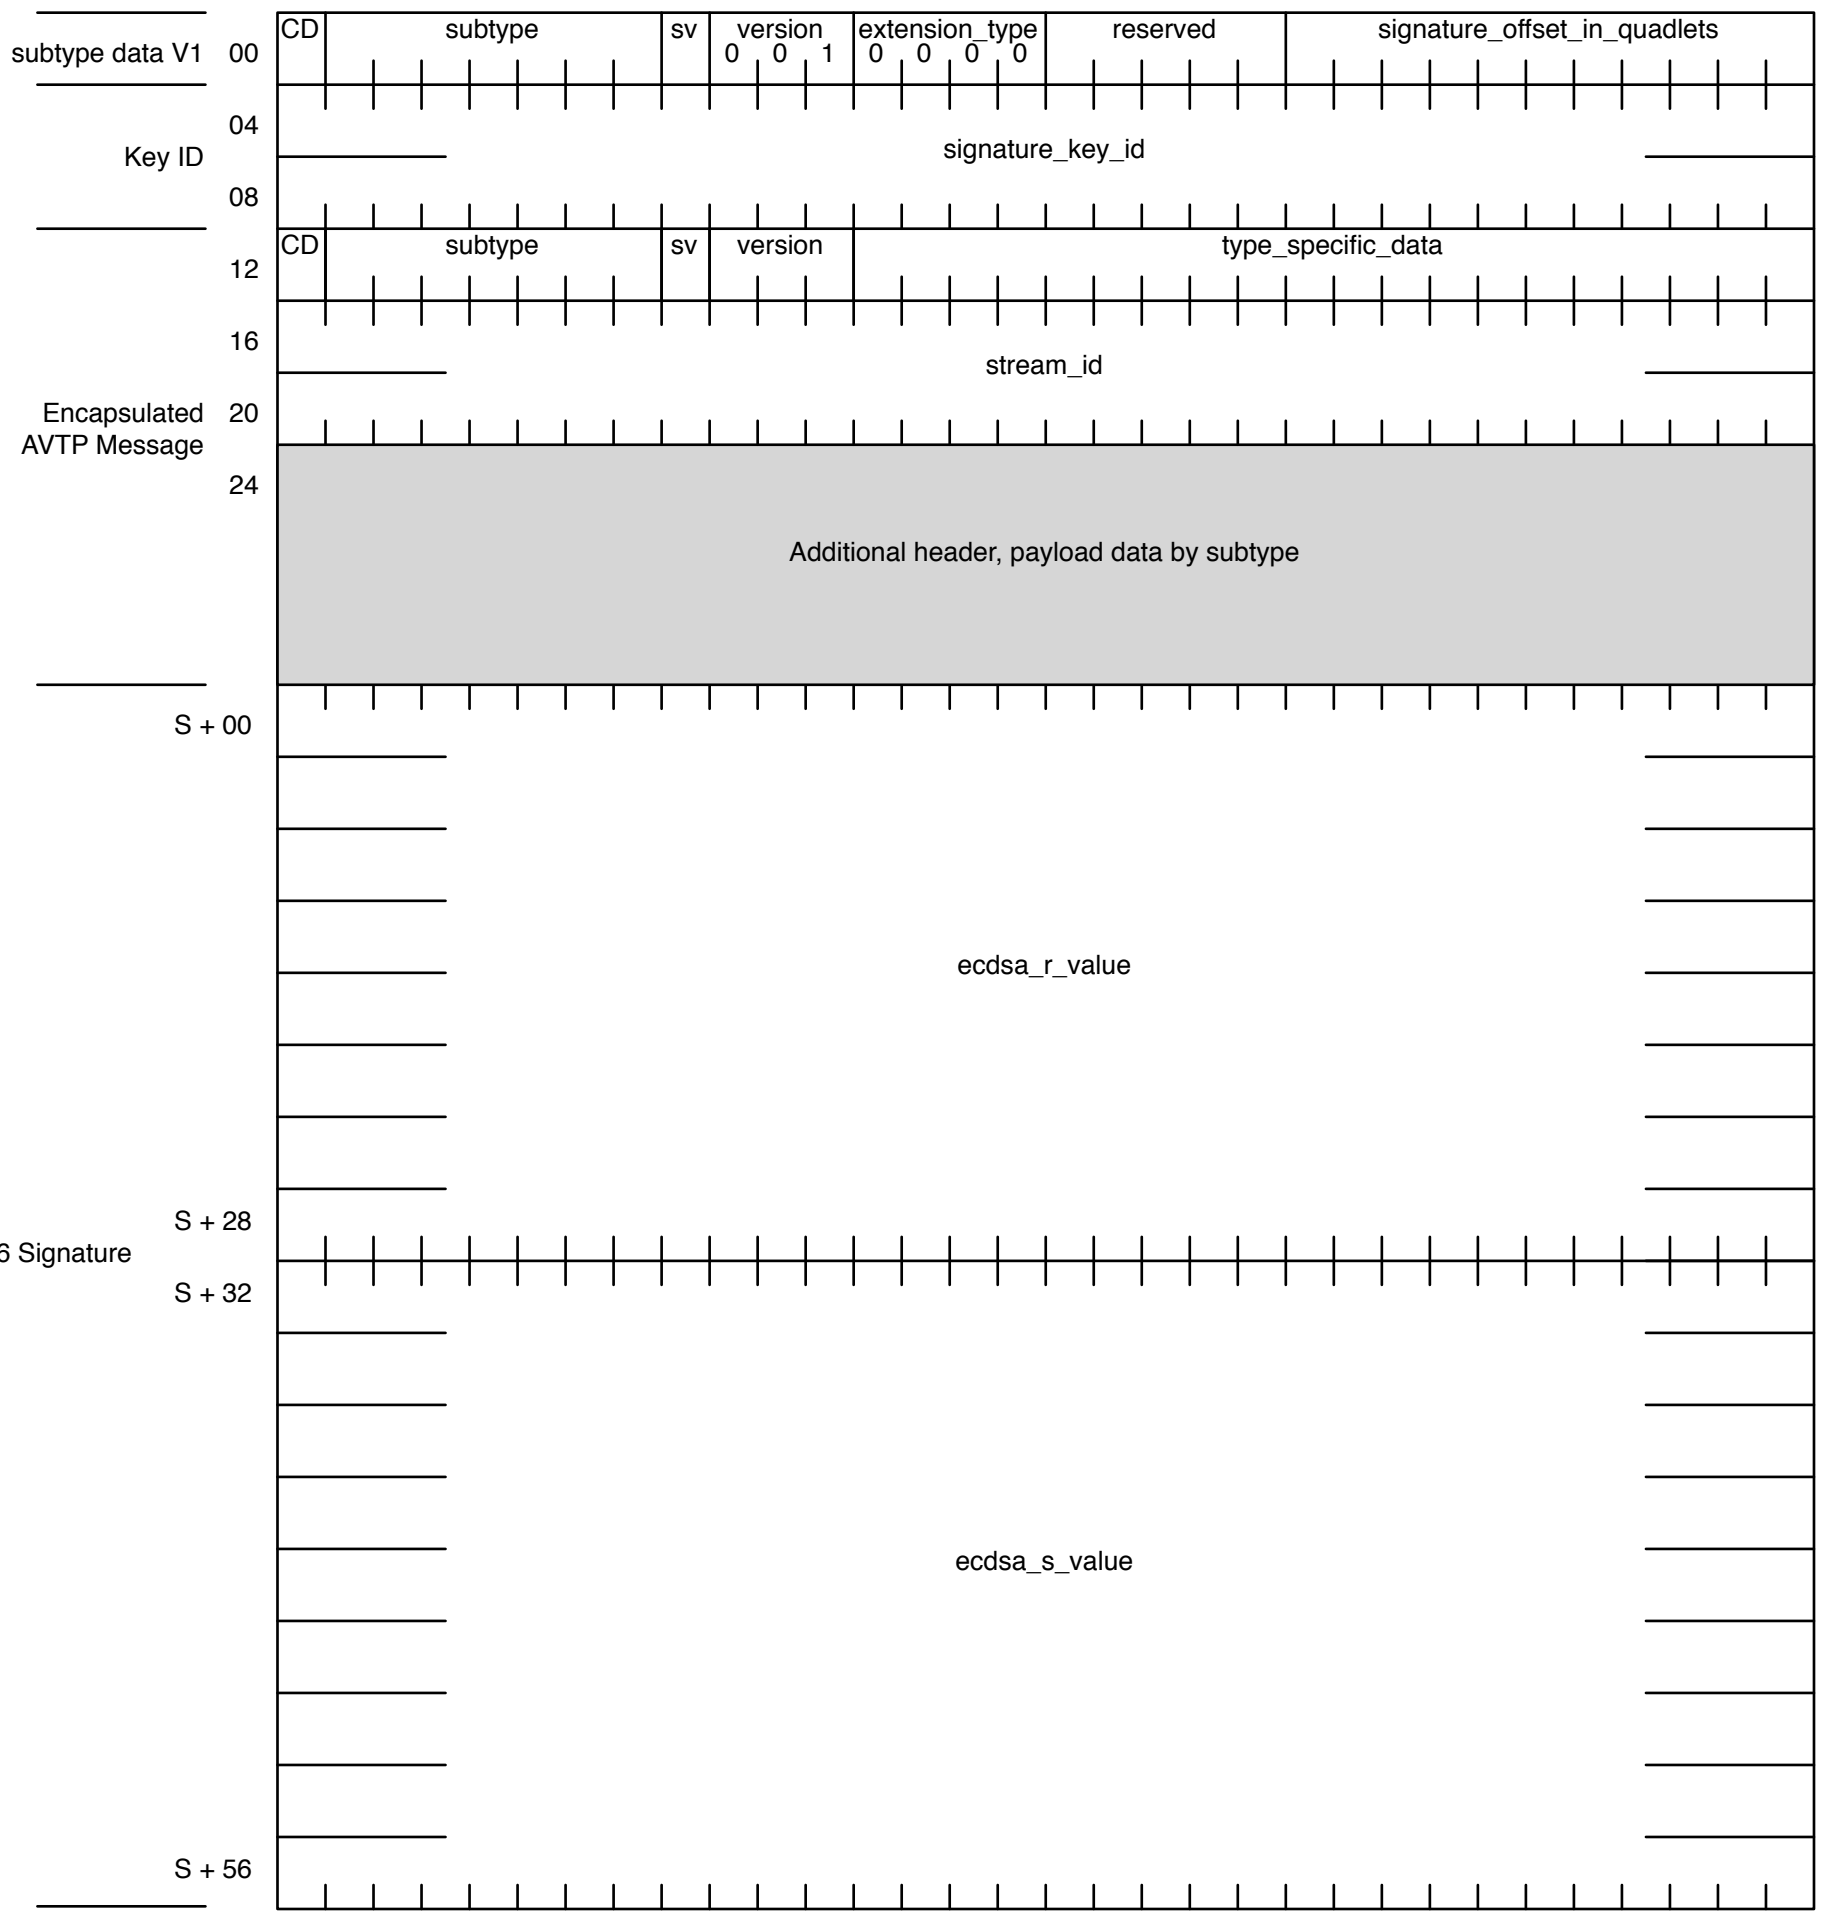 CD subtype sv version extension_type reserved signature_offset_in_quadlets
subtype data V1 00 0 0 1 0 0 0 0
04
Key ID signature_key_id
08
CD subtype sv version type_specific_data
12
16
stream_id
Encapsulated 20
AVTP Message
24
Additional header, payload data by subtype
S + 00
ecdsa_r_value
S + 28
6 Signature
S + 32
ecdsa_s_value
S + 56